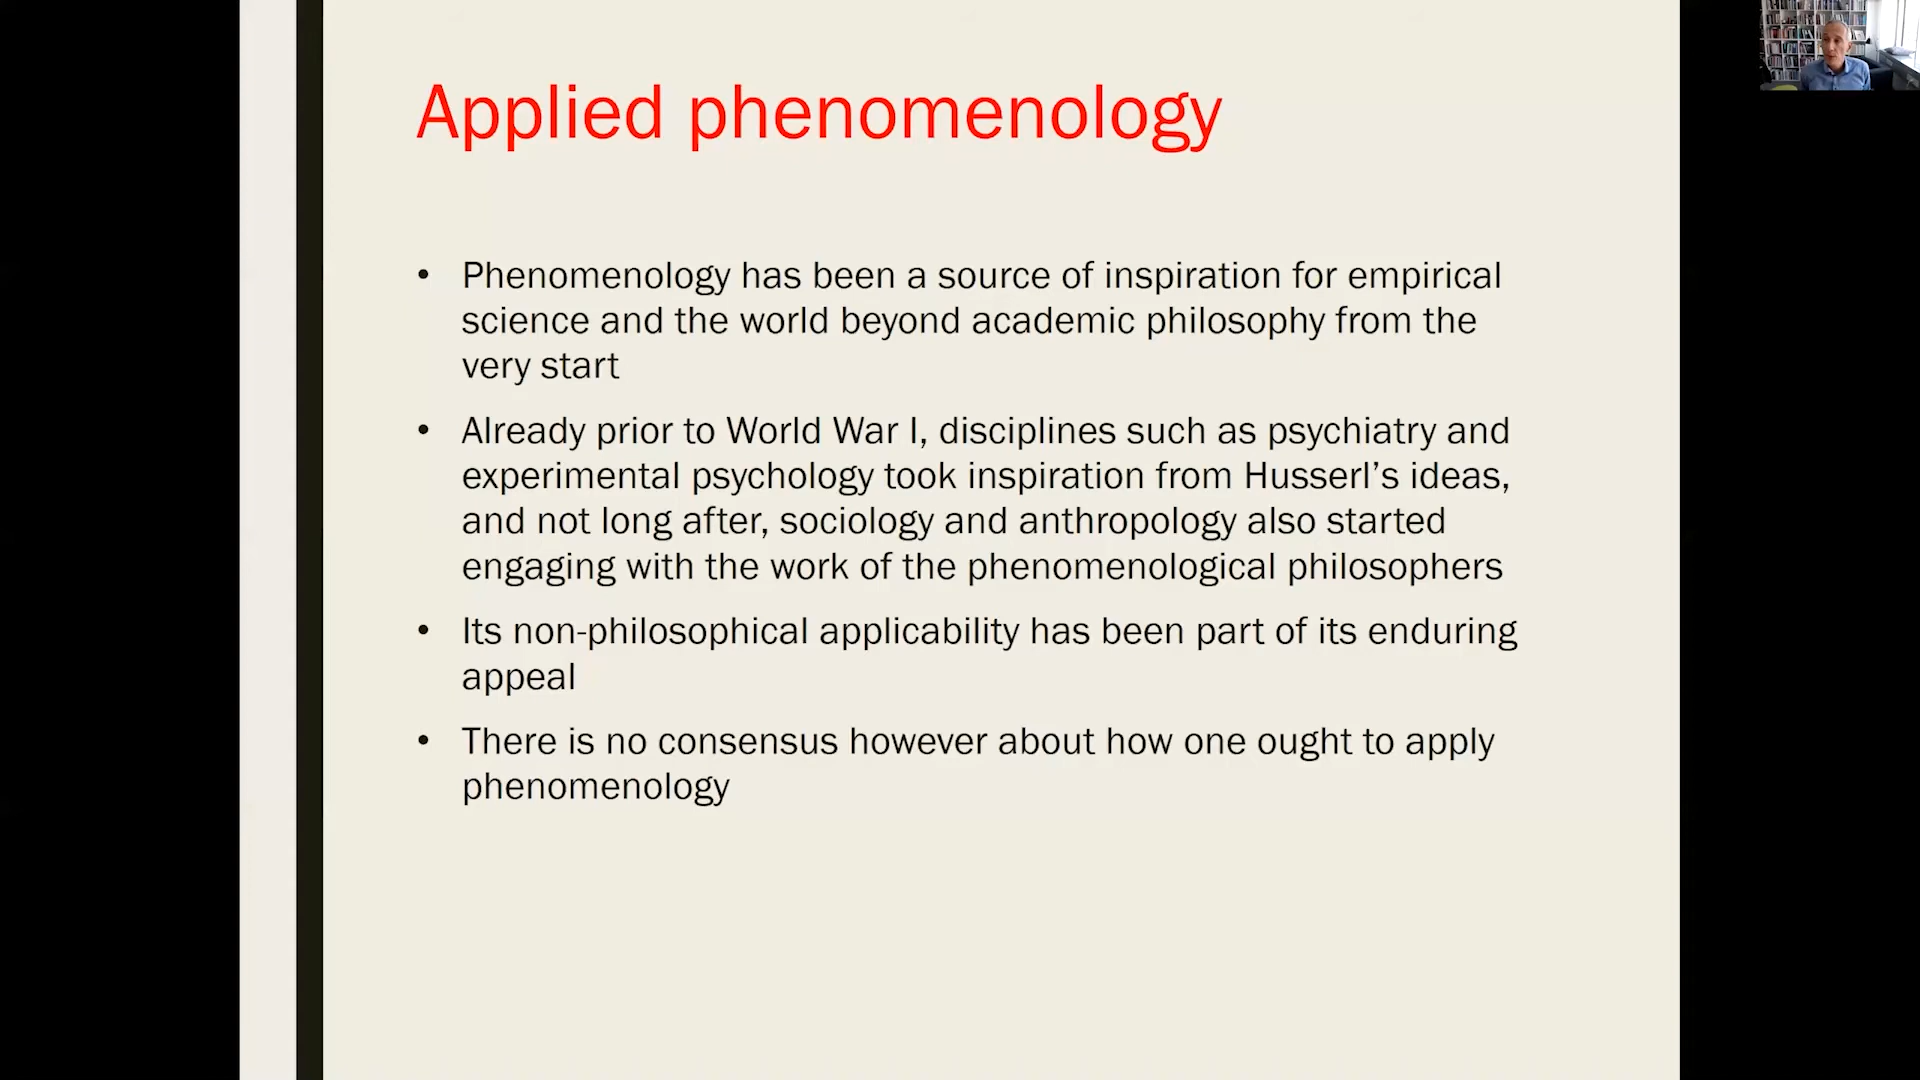 Applied phenomenology
• Phenomenology has been a source of inspiration for empirical
science and the world beyond academic philosophy from the
very start
• Already prior to World War I, disciplines such as psychiatry and
experimental psychology took inspiration from Husserl’s ideas,
and not long after, sociology and anthropology also started
engaging with the work of the phenomenological philosophers
• Its non-philosophical applicability has been part of its enduring
appeal
• There is no consensus however about how one ought to apply
phenomenology